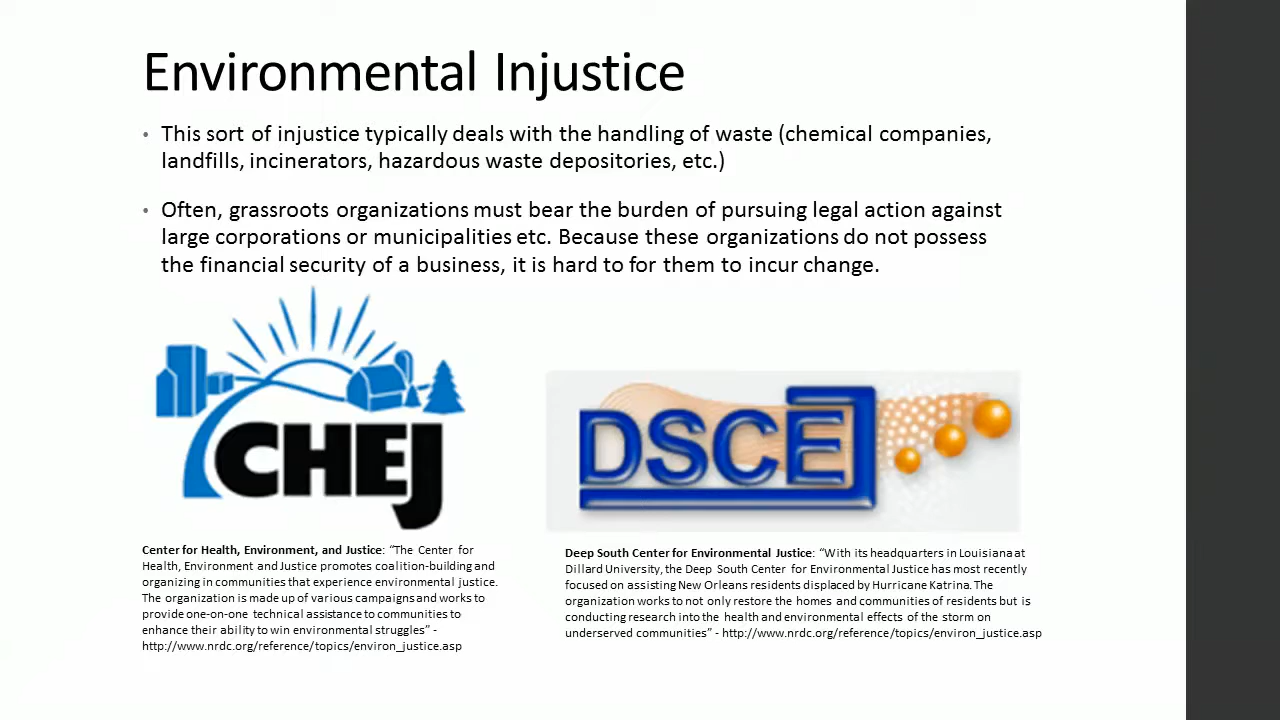 Environmental Injustice
• This sort of injustice typically deals with the handling of waste (chemical companies,
landfills, incinerators, hazardous waste depositories, etc.)
• Often, grassroots organizations must bear the burden of pursuing legal action against
large corporations or municipalities etc. Because these organizations do not possess
the financial security of a business, it is hard to for them to incur change.
CHEJ
Center for Health, Environment, and Justice: “The Center for
Health, Environment and Justice promotes coalition-building and
organizing in communities that experience environmental justice.
The organization is made up of various campaigns and works to
provide one-on-one technical assistance to communities to
enhance their ability to win environmental struggles” -
http://www.nrdc.org/reference/topics/environ_justice.asp
DSCEJ
Deep South Center for Environmental Justice: “With its headquarters in Louisiana at
Dillard University, the Deep South Center for Environmental Justice has most recently
focused on assisting New Orleans residents displaced by Hurricane Katrina. The
organization works to not only restore the homes and communities of residents but is
conducting research into the health and environmental effects of the storm on
underserved communities” - http://www.nrdc.org/reference/topics/environ_justice.asp